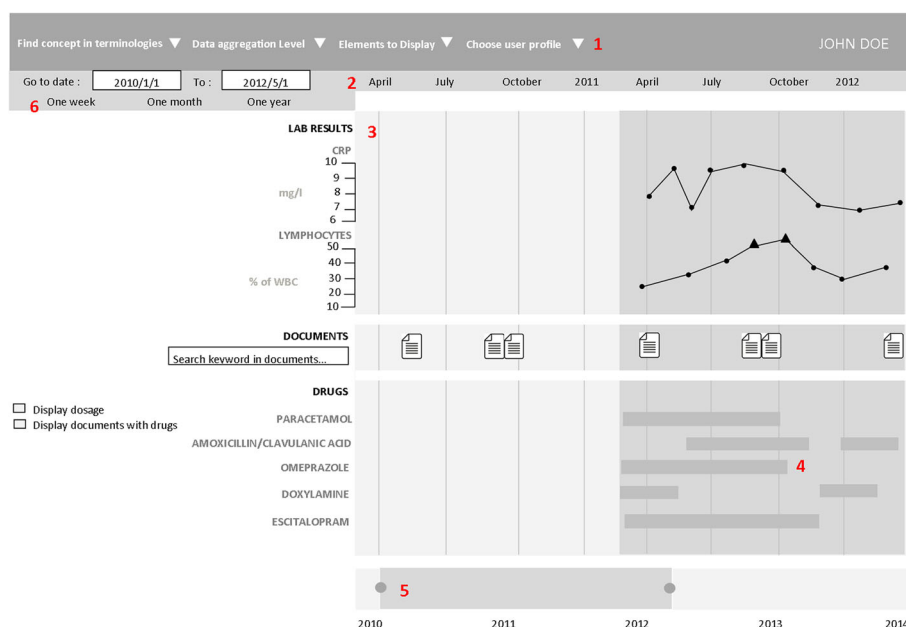 Find concept in terminologies Data aggregation Level Elements to Display Choose user profile 1 JOHN DOE
Go to date : 2010/1/1 To : 2012/5/1 2 April July October 2011 April July October 2012
6 One week One month One year
LAB RESULTS 3
CRP
10
9
mg/l 8
7
6
LYMPHOCYTES
50
40
% of WBC 30
20
10
DOCUMENTS
Search keyword in documents...
DRUGS
Display dosage
Display documents with drugs
PARACETAMOL
AMOXICILLIN/CLAVULANIC ACID
OMEPRAZOLE 4
DOXYLAMINE
ESCITALOPRAM
5
2010 2011 2012 2013 2014